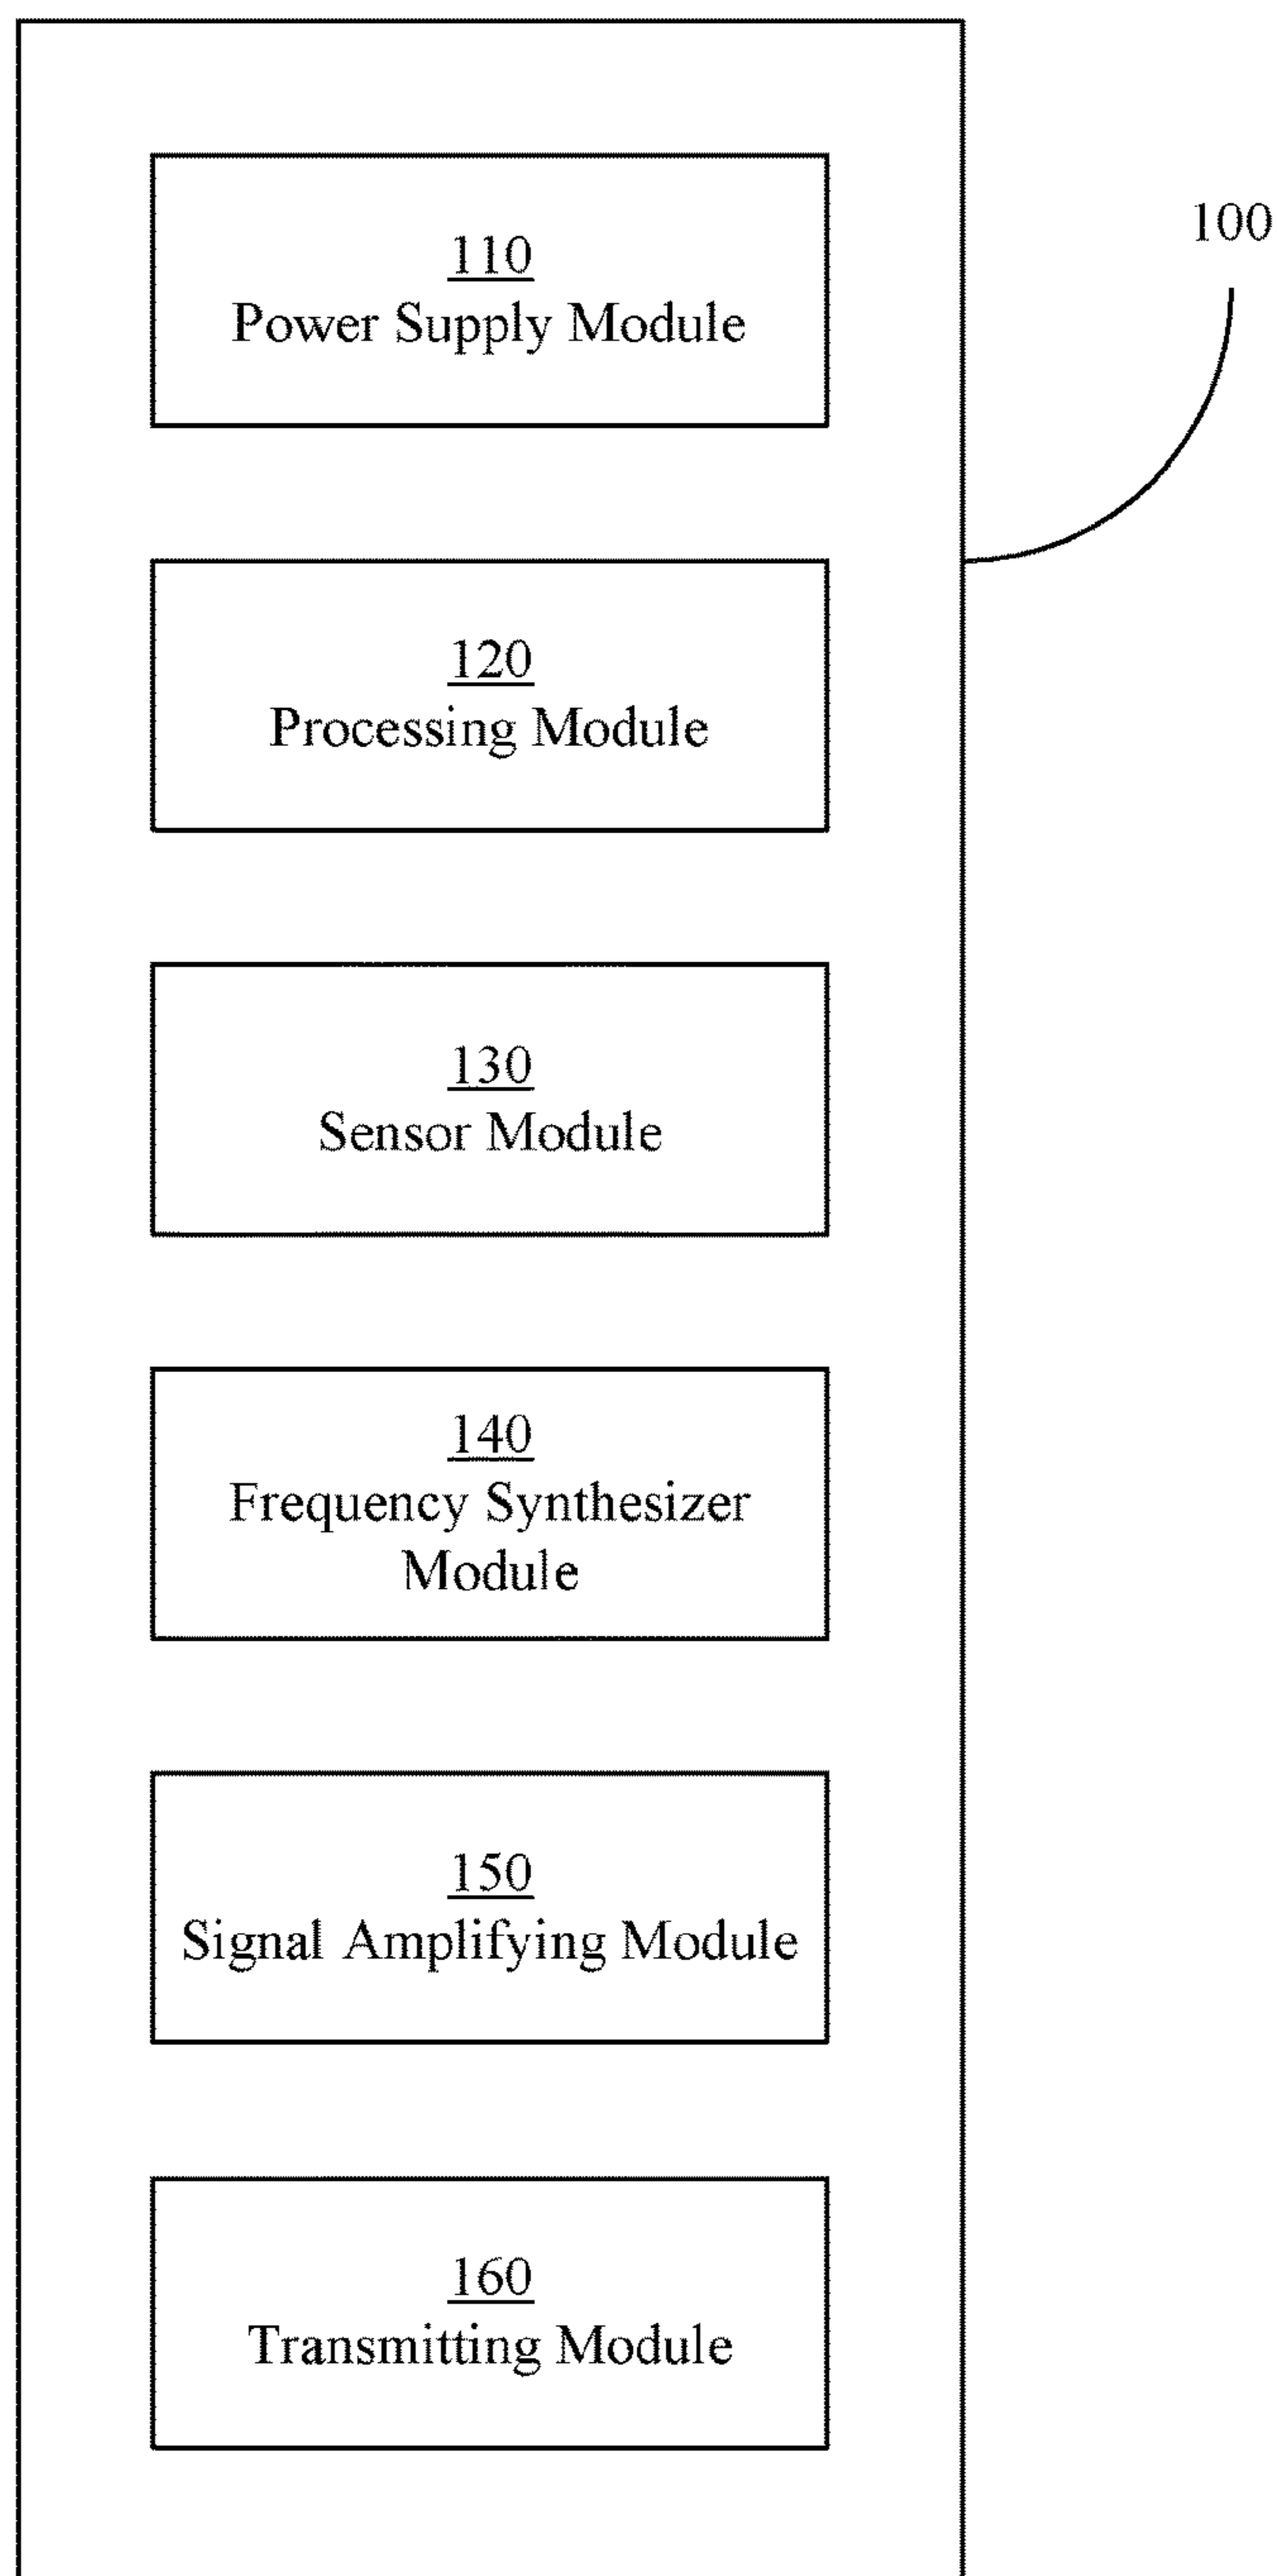 100
110
Power Supply Module
120
Processing Module
130
Sensor Module
140
Frequency Synthesizer
Module
150
Signal Amplifying Module
160
Transmitting Module